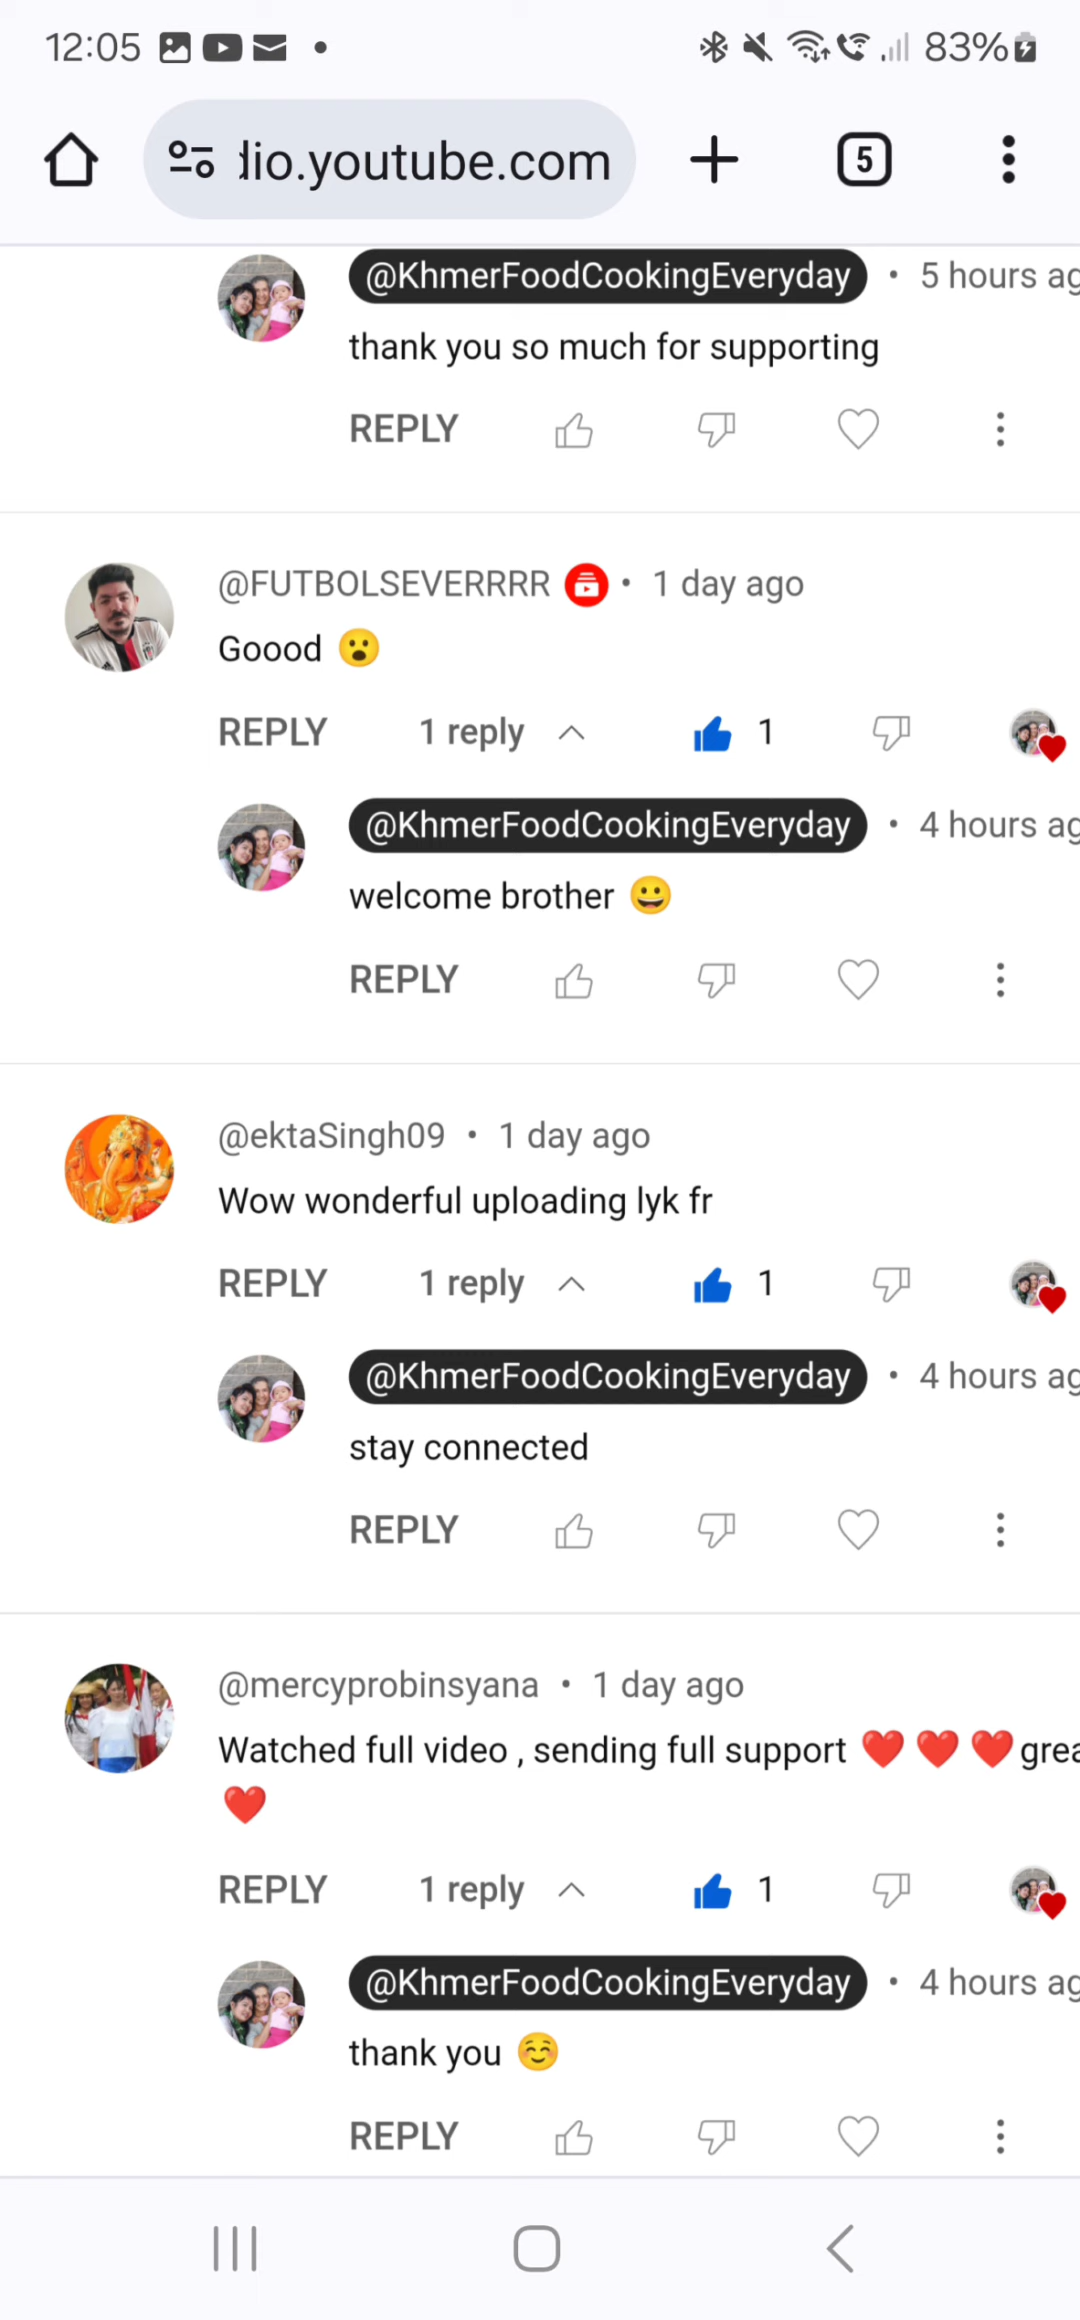 12:05
83%
dio.youtube.com
5
@KhmerFoodCookingEveryday • 5 hours ag
thank you so much for supporting
REPLY
@FUTBOLSEVERRRR • 1 day ago
Goood 😮
REPLY 1 reply 1
@KhmerFoodCookingEveryday • 4 hours ag
welcome brother 😀
REPLY
@ektaSingh09 • 1 day ago
Wow wonderful uploading lyk fr
REPLY 1 reply 1
@KhmerFoodCookingEveryday • 4 hours ag
stay connected
REPLY
@mercyprobinsyana • 1 day ago
Watched full video , sending full support ❤️❤️❤️grea
❤️
REPLY 1 reply 1
@KhmerFoodCookingEveryday • 4 hours ag
thank you ☺️
REPLY